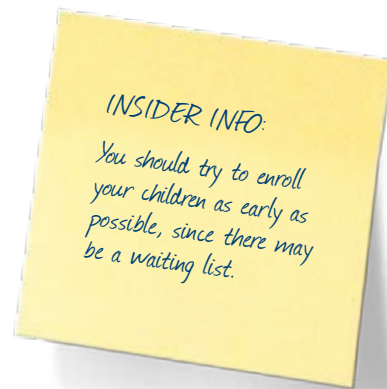 INSIDER INFO:
You should try to enroll
your children as early as
possible, since there may
be a waiting list.